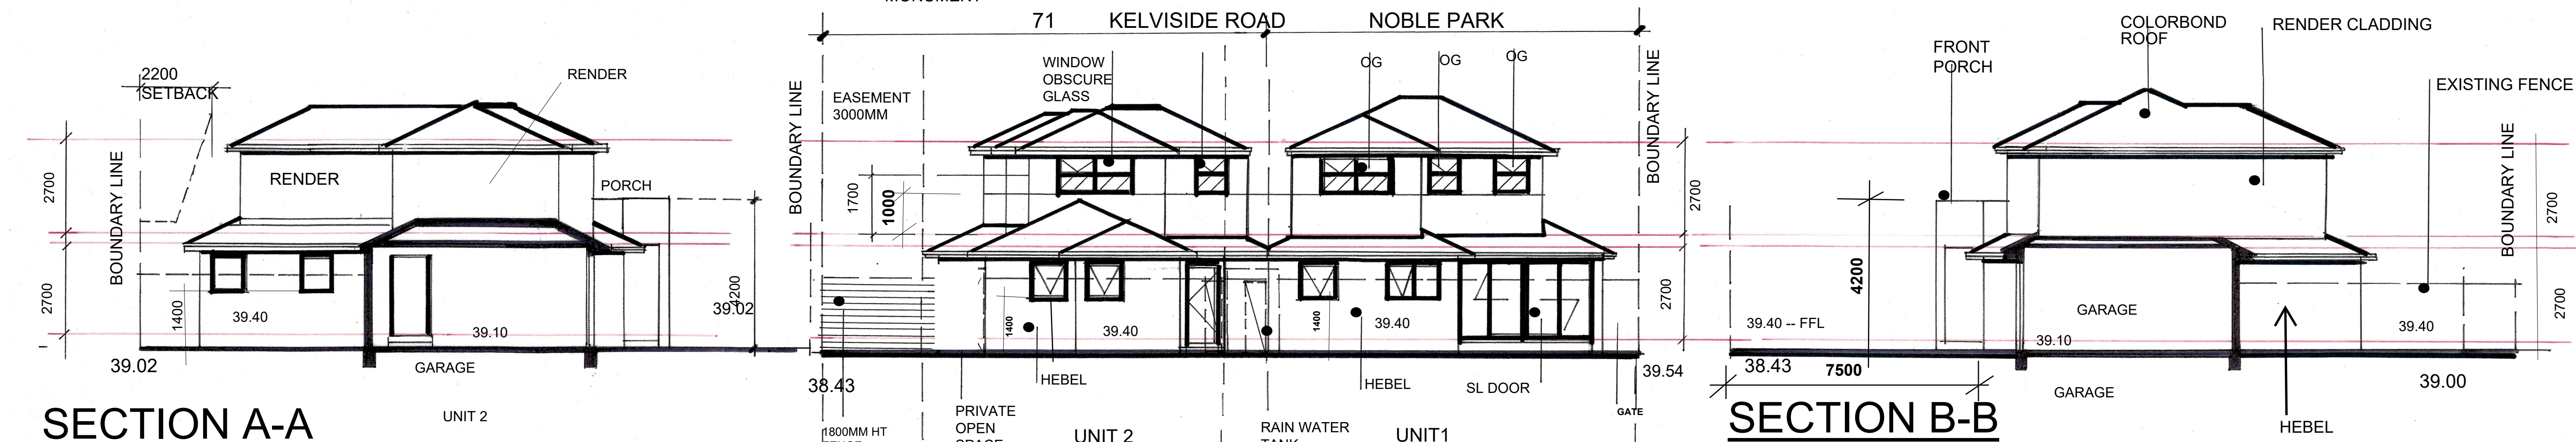 2200
SETBACK
RENDER
RENDER
PORCH
BOUNDARY LINE
2700
2700
1400
39.40
39.10
4200
39.02
39.02
GARAGE
SECTION A-A
UNIT 2
71 KELVISIDE ROAD NOBLE PARK
BOUNDARY LINE
EASEMENT
3000MM
WINDOW
OBSCURE
GLASS
OG
OG
OG
BOUNDARY LINE
1700
1000
2700
2700
1400
39.40
1400
39.40
38.43
39.54
HEBEL
HEBEL
SL DOOR
GATE
1800MM HT
PRIVATE
OPEN
UNIT 2
RAIN WATER
UNIT1
FRONT
PORCH
COLORBOND
ROOF
RENDER CLADDING
EXISTING FENCE
BOUNDARY LINE
4200
2700
2700
GARAGE
39.40 -- FFL
39.10
39.40
38.43
7500
39.00
GARAGE
SECTION B-B
HEBEL